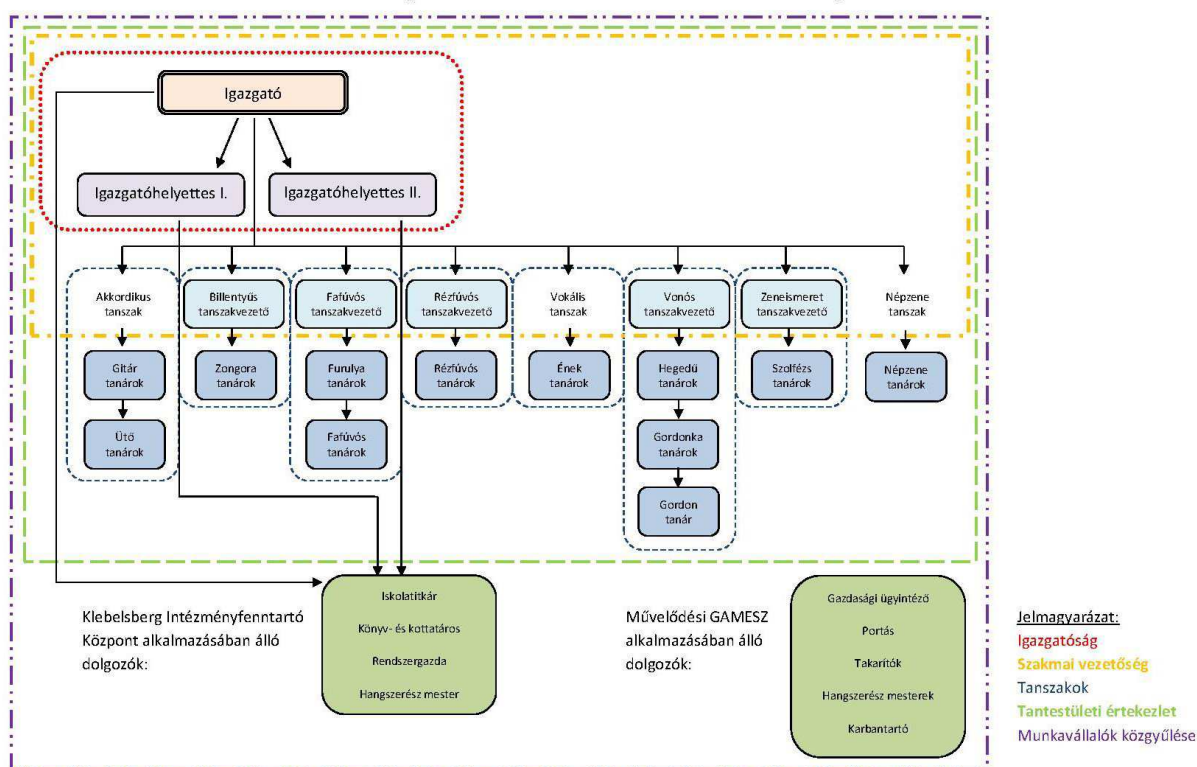 Igazgató
Igazgatóhelyettes I.
Igazgatóhelyettes II.
Akkordikus
tanszak
Billentyűs
tanszakvezető
Fafúvós
tanszakvezető
Rézfúvós
tanszakvezető
Vokális
tanszak
Vonós
tanszakvezető
Zeneismeret
tanszakvezető
Népzene
tanszak
Gitár
tanárok
Zongora
tanárok
Furulya
tanárok
Rézfúvós
tanárok
Ének
tanárok
Hegedű
tanárok
Szolfézs
tanárok
Népzene
tanárok
Ütő
tanárok
Fafúvós
tanárok
Gordonka
tanárok
Gordon
tanár
Klebelsberg Intézményfenntartó
Központ alkalmazásában álló
dolgozók:
Iskolatitkár
Könyv- és kottatáros
Rendszergazda
Hangszerész mester
Művelődési GAMESZ
alkalmazásában álló
dolgozók:
Gazdasági ügyintéző
Portás
Takarítók
Hangszerész mesterek
Karbantartó
Jelmagyarázat:
Igazgatóság
Szakmai vezetőség
Tanszakok
Tantestületi értekezlet
Munkavállalók közgyűlése